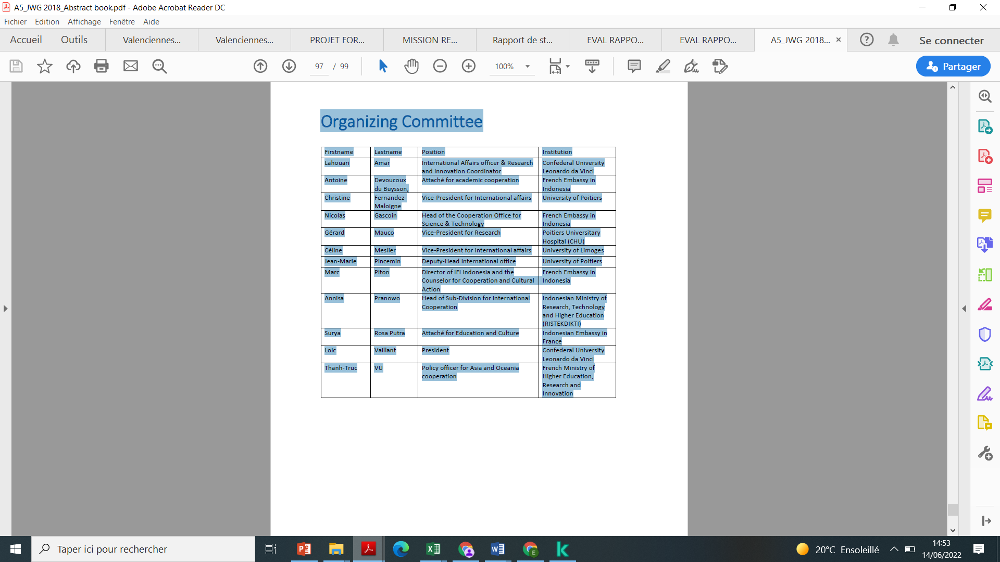 A5_JWG 2018_Abstract book.pdf - Adobe Acrobat Reader DC
Fichier Edition Affichage Fenêtre Aide
Accueil Outils Valenciennes... Valenciennes... PROJET FOR... MISSION RE... Rapport de st... EVAL RAPPO... EVAL RAPPO... A5_JWG 2018... × ? Se connecter
97 / 99 100% Partager
Organizing Committee
Firstname Lastname Position Institution
Lahouari Amar International Affairs officer & Research Confederal University
and Innovation Coordinator Leonardo da Vinci
Antoine Devoucoux Attaché for academic cooperation French Embassy in
du Buysson, Indonesia
Christine Fernandez- Vice-President for International affairs University of Poitiers
Maloigne
Nicolas Gascoin Head of the Cooperation Office for French Embassy in
Science & Technology Indonesia
Gérard Mauco Vice-President for Research Poitiers Universitary
Hospital (CHU)
Céline Meslier Vice-President for International affairs University of Limoges
Jean-Marie Pincemin Deputy-Head International office University of Poitiers
Marc Piton Director of IFI Indonesia and the French Embassy in
Counselor for Cooperation and Cultural Indonesia
Action
Annisa Pranowo Head of Sub-Division for International Indonesian Ministry of
Cooperation Research, Technology
and Higher Education
(RISTEKDIKTI)
Surya Rosa Putra Attaché for Education and Culture Indonesian Embassy in
France
Loic Vaillant President Confederal University
Leonardo da Vinci
Thanh-Truc VU Policy officer for Asia and Oceania French Ministry of
cooperation Higher Education,
Research and
Innovation
Taper ici pour rechercher
20°C Ensoleillé
14:53
14/06/2022